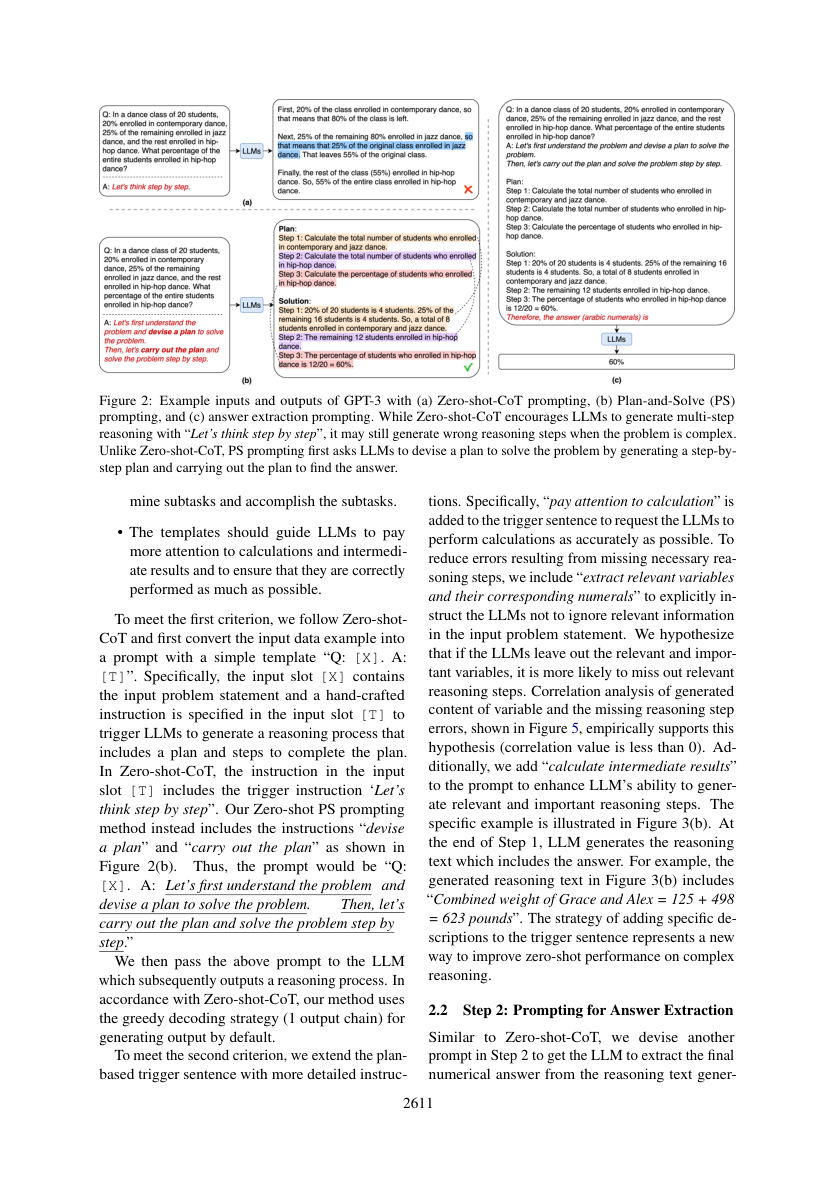 Q: In a dance class of 20 students,
20% enrolled in contemporary dance,
25% of the remaining enrolled in jazz
dance, and the rest enrolled in hip-
hop dance. What percentage of the
entire students enrolled in hip-hop
dance?
A: Let's think step by step.
LLMs
First, 20% of the class enrolled in contemporary dance, so
that means that 80% of the class is left.
Next, 25% of the remaining 80% enrolled in jazz dance, so
that means that 25% of the original class enrolled in jazz
dance. That leaves 55% of the original class.
Finally, the rest of the class (55%) enrolled in hip-hop
dance. So, 55% of the entire class enrolled in hip-hop
dance.
(a)
Q: In a dance class of 20 students,
20% enrolled in contemporary
dance, 25% of the remaining
enrolled in jazz dance, and the rest
enrolled in hip-hop dance. What
percentage of the entire students
enrolled in hip-hop dance?
A: Let's first understand the
problem and devise a plan to solve
the problem.
Then, let's carry out the plan and
solve the problem step by step.
LLMs
Plan:
Step 1: Calculate the total number of students who enrolled
in contemporary and jazz dance.
Step 2: Calculate the total number of students who enrolled
in hip-hop dance.
Step 3: Calculate the percentage of students who enrolled
in hip-hop dance.
Solution:
Step 1: 20% of 20 students is 4 students. 25% of the
remaining 16 students is 4 students. So, a total of 8
students enrolled in contemporary and jazz dance.
Step 2: The remaining 12 students enrolled in hip-hop
dance.
Step 3: The percentage of students who enrolled in hip-hop
dance is 12/20 = 60%.
(b)
Q: In a dance class of 20 students, 20% enrolled in contemporary
dance, 25% of the remaining enrolled in jazz dance, and the rest
enrolled in hip-hop dance. What percentage of the entire students
enrolled in hip-hop dance?
A: Let's first understand the problem and devise a plan to solve the
problem.
Then, let's carry out the plan and solve the problem step by step.
Plan:
Step 1: Calculate the total number of students who enrolled in
contemporary and jazz dance.
Step 2: Calculate the total number of students who enrolled in hip-
hop dance.
Step 3: Calculate the percentage of students who enrolled in hip-
hop dance.
Solution:
Step 1: 20% of 20 students is 4 students. 25% of the remaining 16
students is 4 students. So, a total of 8 students enrolled in
contemporary and jazz dance.
Step 2: The remaining 12 students enrolled in hip-hop dance.
Step 3: The percentage of students who enrolled in hip-hop dance
is 12/20 = 60%.
Therefore, the answer (arabic numerals) is
LLMs
60%
(c)
Figure 2: Example inputs and outputs of GPT-3 with (a) Zero-shot-CoT prompting, (b) Plan-and-Solve (PS)
prompting, and (c) answer extraction prompting. While Zero-shot-CoT encourages LLMs to generate multi-step
reasoning with “Let's think step by step”, it may still generate wrong reasoning steps when the problem is complex.
Unlike Zero-shot-CoT, PS prompting first asks LLMs to devise a plan to solve the problem by generating a step-by-
step plan and carrying out the plan to find the answer.
mine subtasks and accomplish the subtasks.
• The templates should guide LLMs to pay
more attention to calculations and intermedi-
ate results and to ensure that they are correctly
performed as much as possible.
To meet the first criterion, we follow Zero-shot-
CoT and first convert the input data example into
a prompt with a simple template “Q: [X]. A:
[T]”. Specifically, the input slot [X] contains
the input problem statement and a hand-crafted
instruction is specified in the input slot [T] to
trigger LLMs to generate a reasoning process that
includes a plan and steps to complete the plan.
In Zero-shot-CoT, the instruction in the input
slot [T] includes the trigger instruction ‘Let's
think step by step”. Our Zero-shot PS prompting
method instead includes the instructions “devise
a plan” and “carry out the plan” as shown in
Figure 2(b). Thus, the prompt would be “Q:
[X]. A: Let's first understand the problem and
devise a plan to solve the problem. Then, let's
carry out the plan and solve the problem step by
step.”
We then pass the above prompt to the LLM
which subsequently outputs a reasoning process. In
accordance with Zero-shot-CoT, our method uses
the greedy decoding strategy (1 output chain) for
generating output by default.
To meet the second criterion, we extend the plan-
based trigger sentence with more detailed instruc-
tions. Specifically, “pay attention to calculation” is
added to the trigger sentence to request the LLMs to
perform calculations as accurately as possible. To
reduce errors resulting from missing necessary rea-
soning steps, we include “extract relevant variables
and their corresponding numerals” to explicitly in-
struct the LLMs not to ignore relevant information
in the input problem statement. We hypothesize
that if the LLMs leave out the relevant and impor-
tant variables, it is more likely to miss out relevant
reasoning steps. Correlation analysis of generated
content of variable and the missing reasoning step
errors, shown in Figure 5, empirically supports this
hypothesis (correlation value is less than 0). Ad-
ditionally, we add “calculate intermediate results”
to the prompt to enhance LLM's ability to gener-
ate relevant and important reasoning steps. The
specific example is illustrated in Figure 3(b). At
the end of Step 1, LLM generates the reasoning
text which includes the answer. For example, the
generated reasoning text in Figure 3(b) includes
“Combined weight of Grace and Alex = 125 + 498
= 623 pounds”. The strategy of adding specific de-
scriptions to the trigger sentence represents a new
way to improve zero-shot performance on complex
reasoning.
2.2 Step 2: Prompting for Answer Extraction
Similar to Zero-shot-CoT, we devise another
prompt in Step 2 to get the LLM to extract the final
numerical answer from the reasoning text gener-
2611